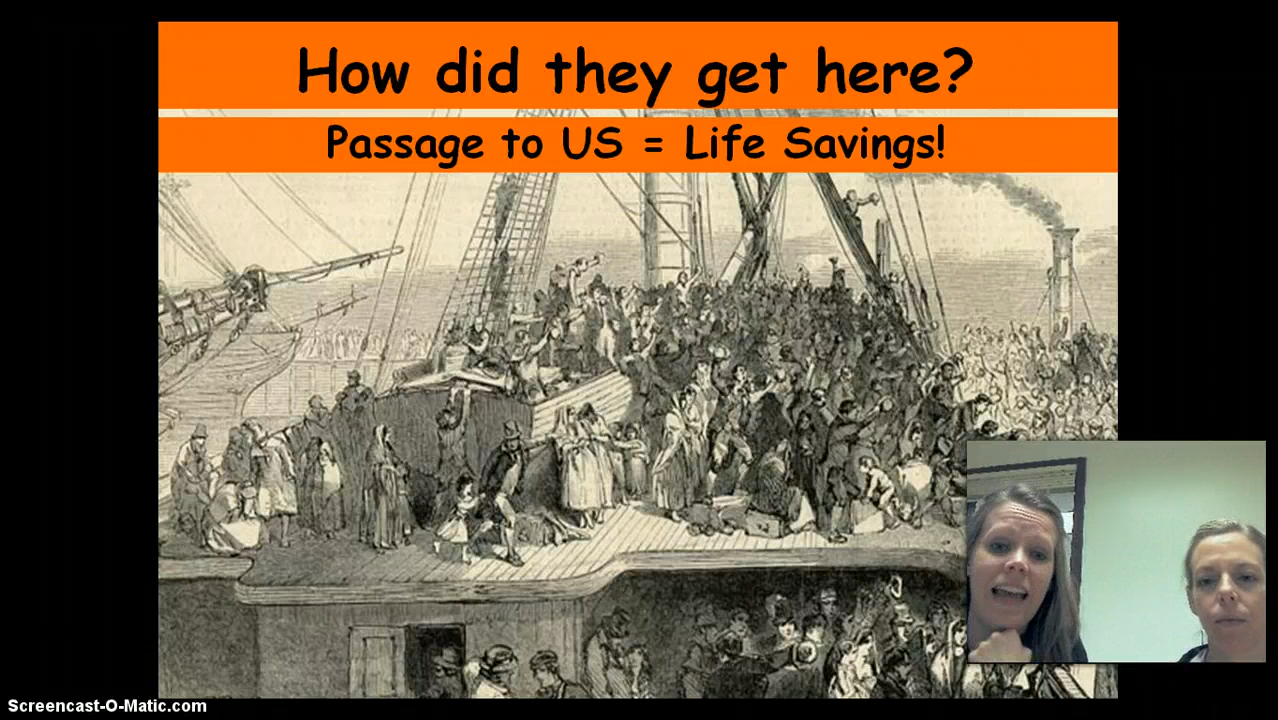 How did they get here?
Passage to US = Life Savings!
Screencast-O-Matic.com